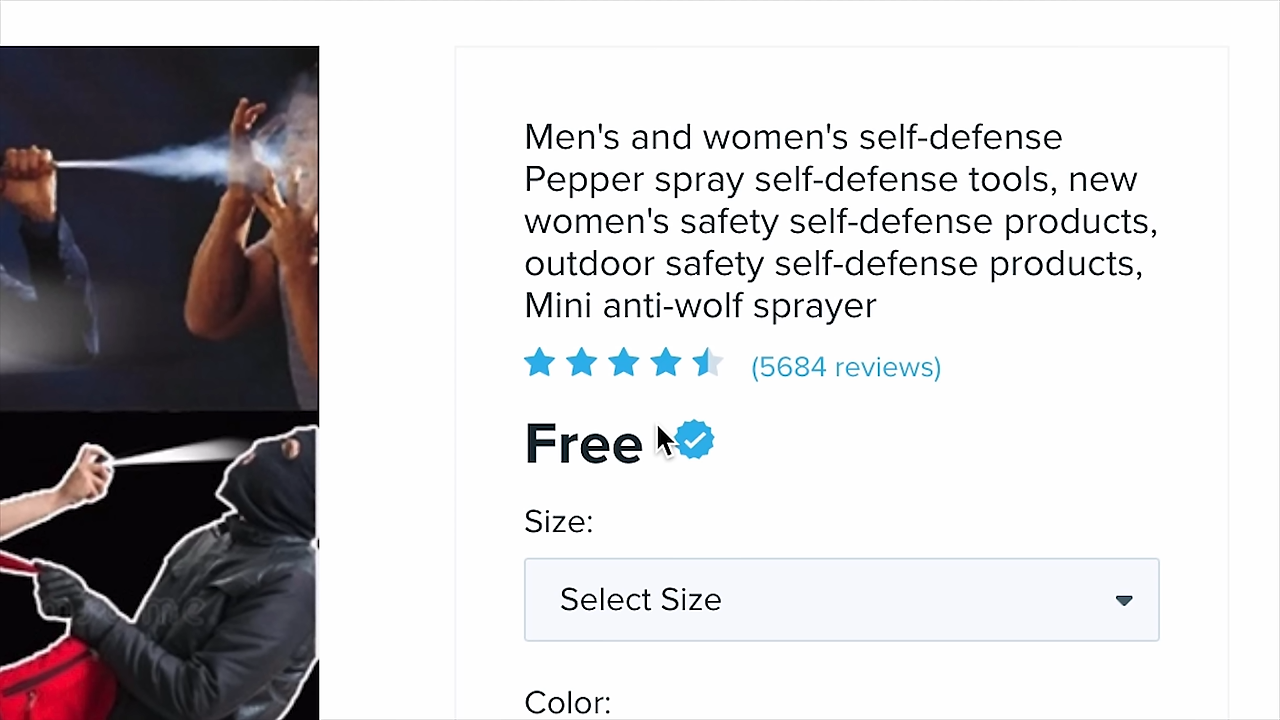 Men's and women's self-defense
Pepper spray self-defense tools, new
women's safety self-defense products,
outdoor safety self-defense products,
Mini anti-wolf sprayer
(5684 reviews)
Free
Size:
Select Size
Color: